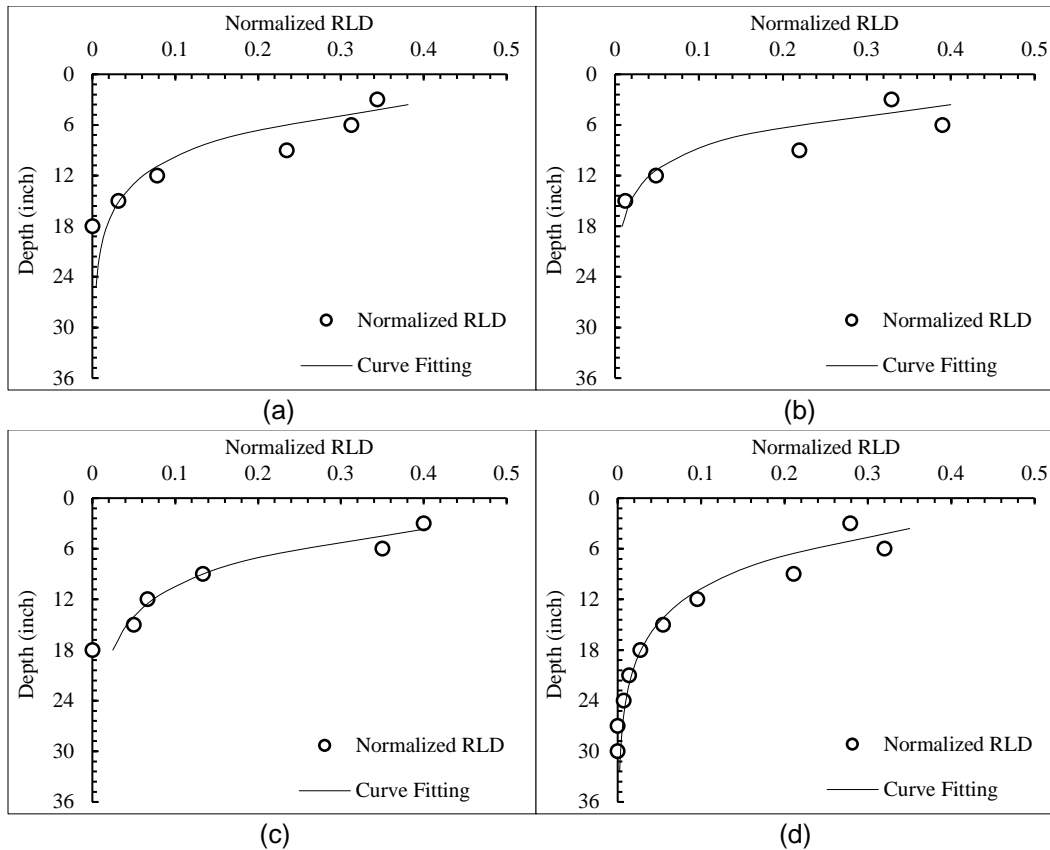 Normalized RLD
0 0.1 0.2 0.3 0.4 0.5
0
6
12
18
24
30
36
Depth (inch)
Normalized RLD
Curve Fitting
(a)
Normalized RLD
0 0.1 0.2 0.3 0.4 0.5
0
6
12
18
24
30
36
Depth (inch)
Normalized RLD
Curve Fitting
(b)
Normalized RLD
0 0.1 0.2 0.3 0.4 0.5
0
6
12
18
24
30
36
Depth (inch)
Normalized RLD
Curve Fitting
(c)
Normalized RLD
0 0.1 0.2 0.3 0.4 0.5
0
6
12
18
24
30
36
Depth (inch)
Normalized RLD
Curve Fitting
(d)